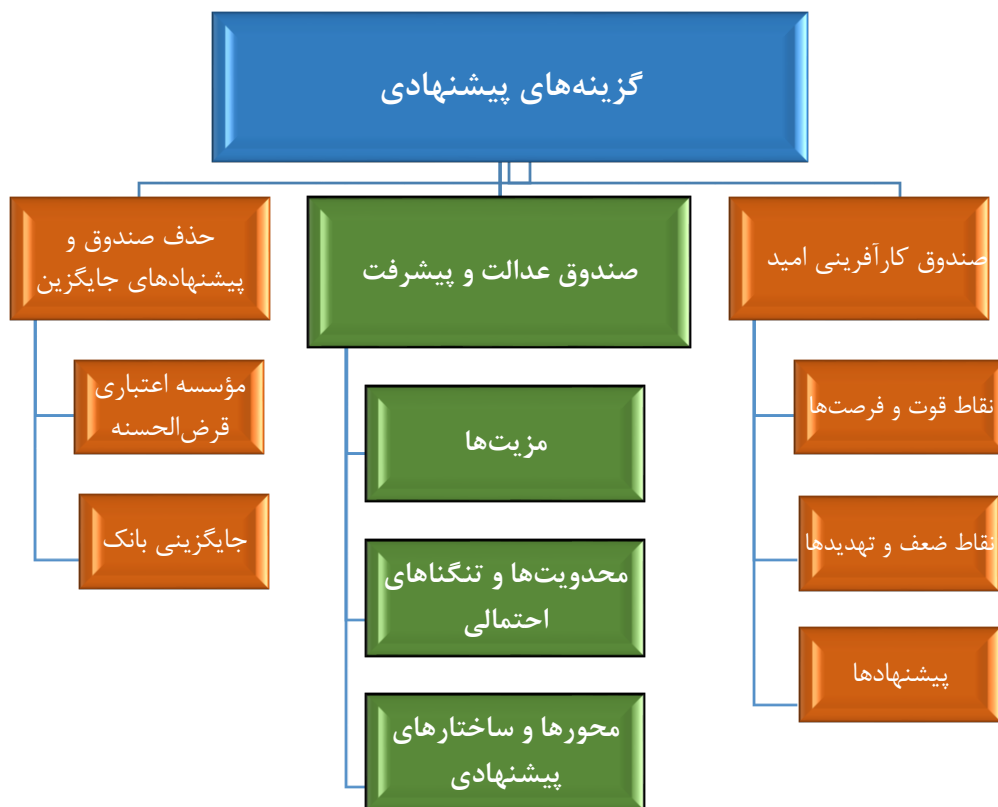 گزینه‌های پیشنهادی
صندوق کارآفرینی امید
نقاط قوت و فرصت‌ها
نقاط ضعف و تهدیدها
پیشنهادها
صندوق عدالت و پیشرفت
مزیت‌ها
محدویت‌ها و تنگناهای
احتمالی
محورها و ساختارهای
پیشنهادی
حذف صندوق و
پیشنهادهای جایگزین
مؤسسه اعتباری
قرض‌الحسنه
جایگزینی بانک